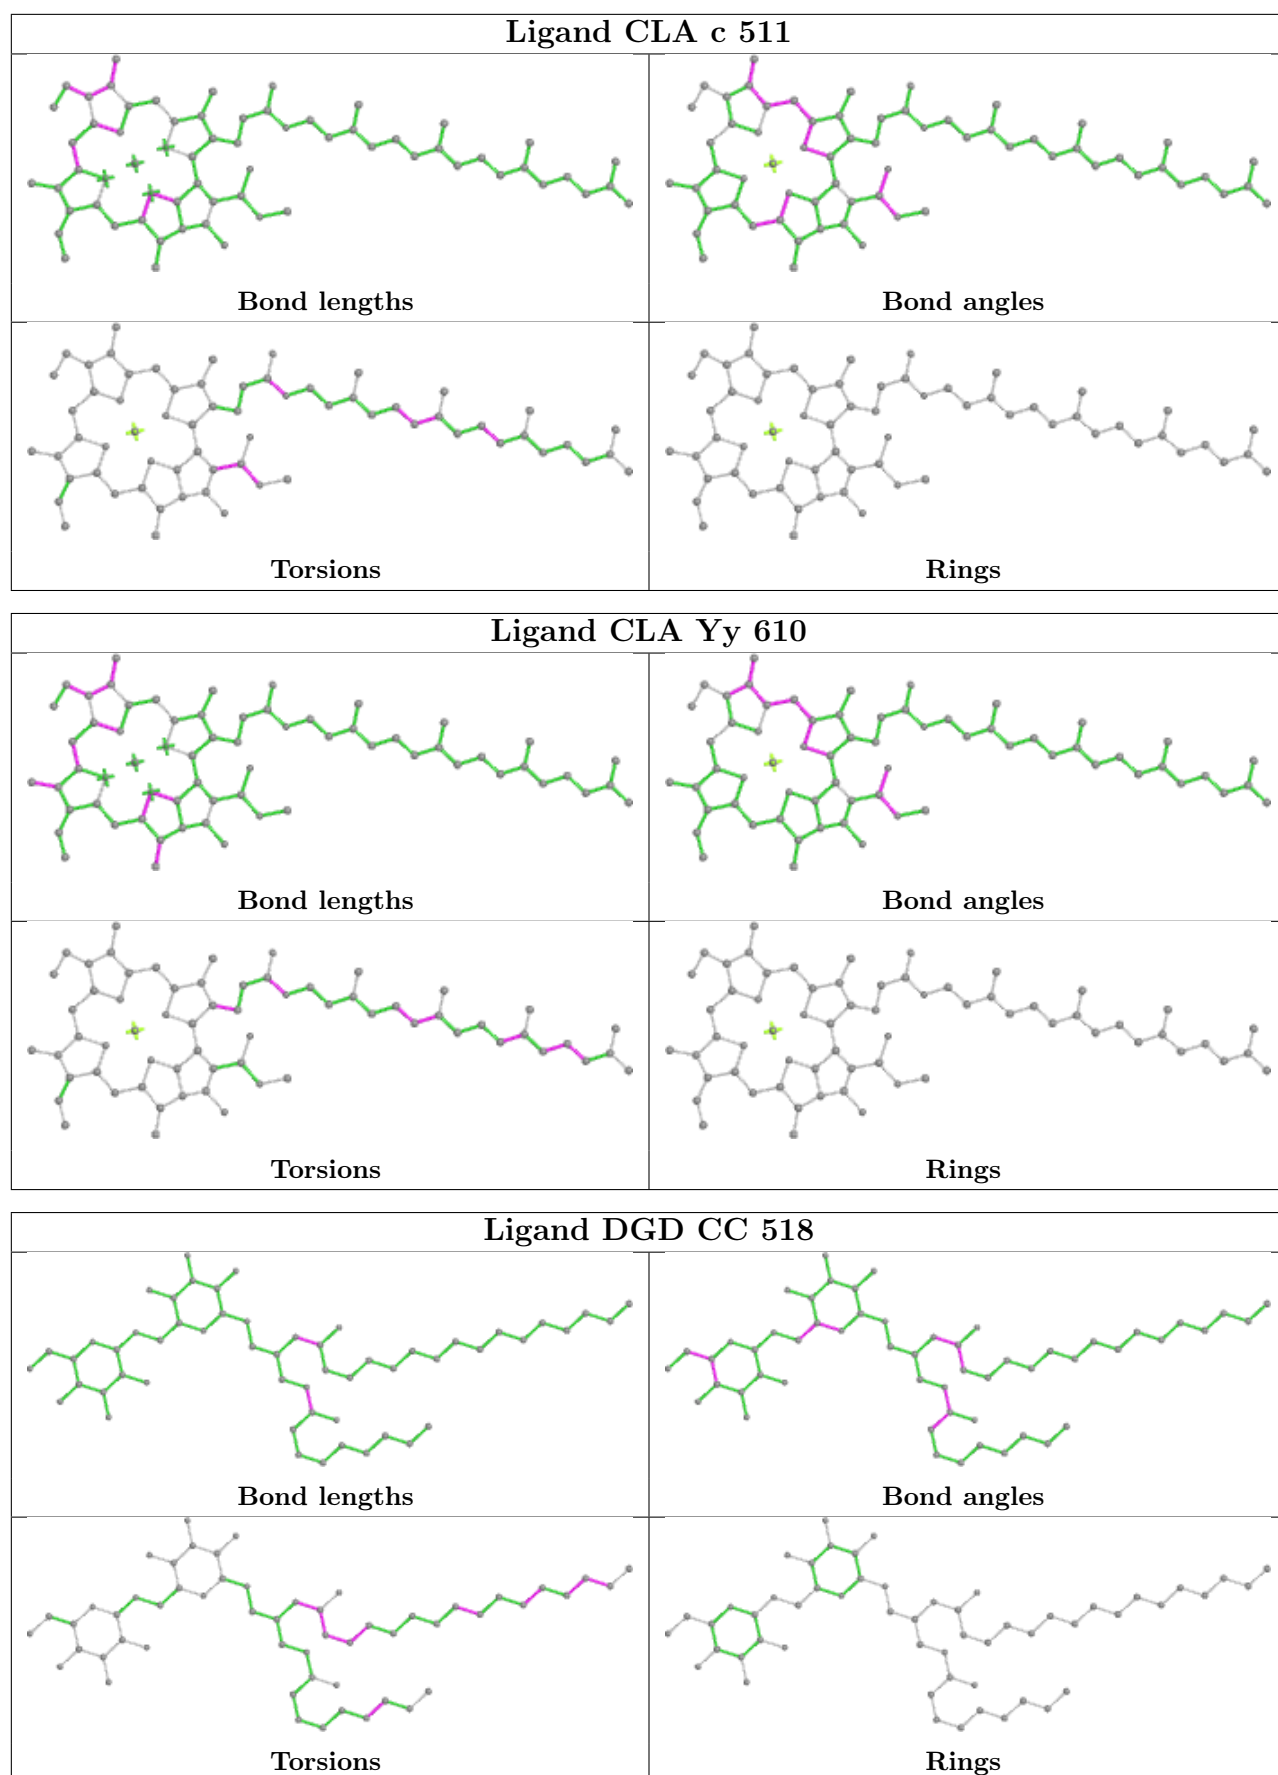 Ligand CLA c 511
Bond lengths
Bond angles
Torsions
Rings
Ligand CLA Yy 610
Bond lengths
Bond angles
Torsions
Rings
Ligand DGD CC 518
Bond lengths
Bond angles
Torsions
Rings